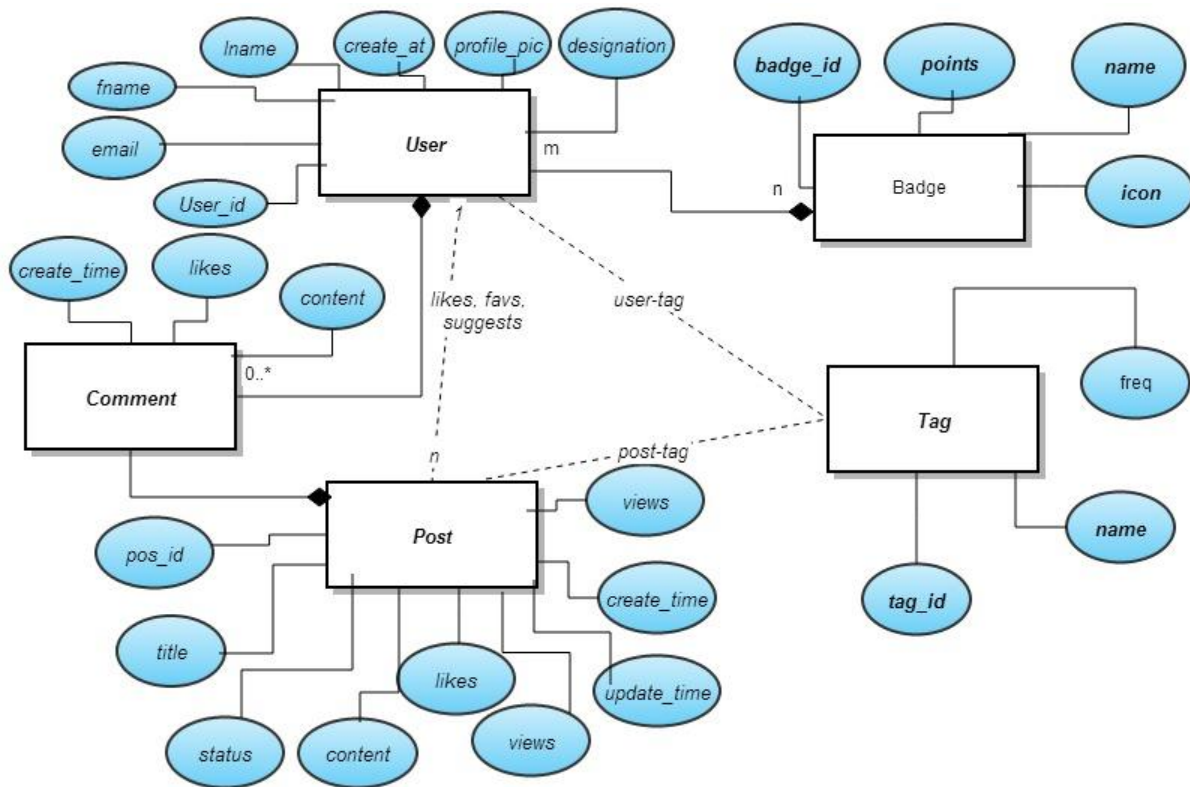 lname
create_at
profile_pic
designation
badge_id
points
name
fname
email
User
m
Badge
n
icon
User_id
1
create_time
likes
content
likes, favs,
suggests
user-tag
0..*
Comment
Tag
freq
post-tag
n
views
Post
pos_id
name
create_time
tag_id
title
likes
update_time
status
content
views